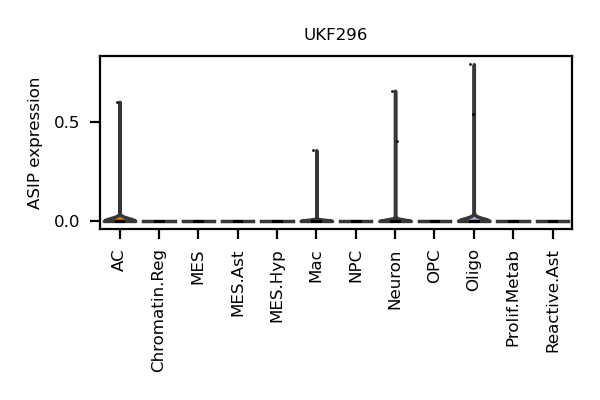 UKF296
ASIP expression
0.5
0.0
AC
Chromatin.Reg
MES
MES.Ast
MES.Hyp
Mac
NPC
Neuron
OPC
Oligo
Prolif.Metab
Reactive.Ast